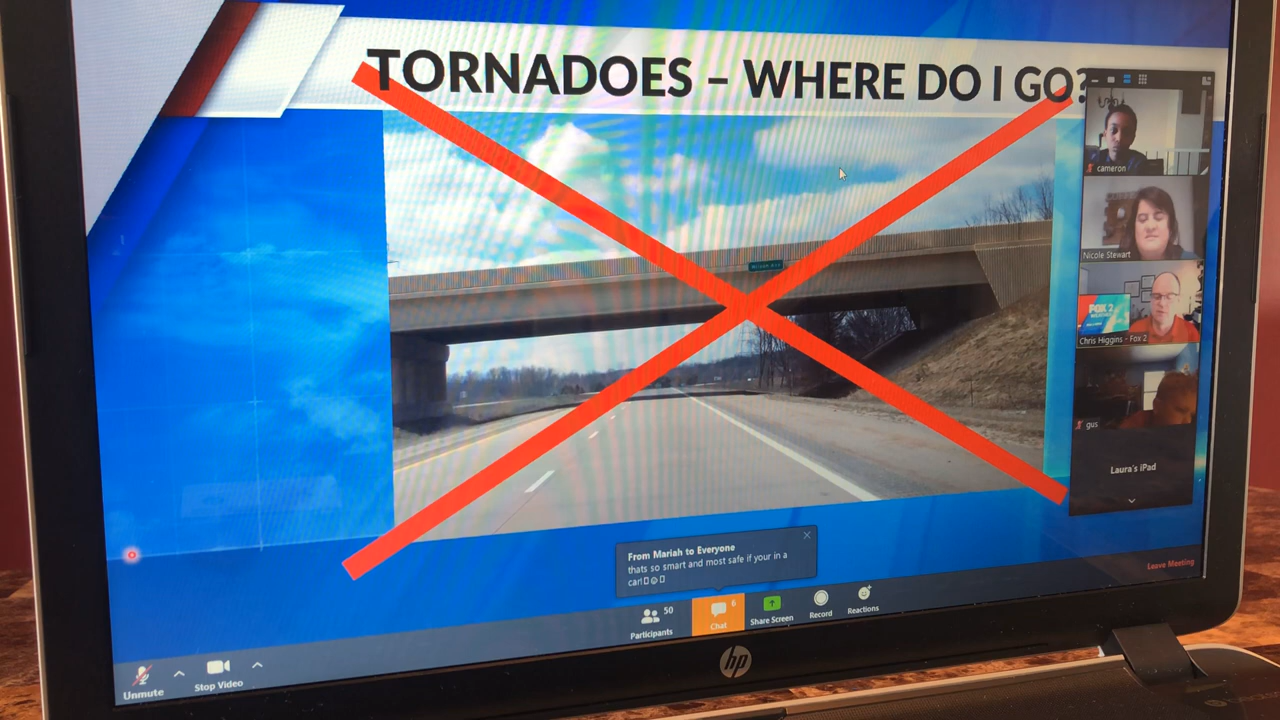 TORNADOES – WHERE DO I GO?
cameron
Nicole Stewart
FOX 2
Chris Higgins - Fox 2
gus
Laura's iPad
From Mariah to Everyone
thats so smart and most safe if your in a
car!
Leave Meeting
Unmute
Stop Video
50
Participants
6
Chat
Share Screen
Record
Reactions
hp